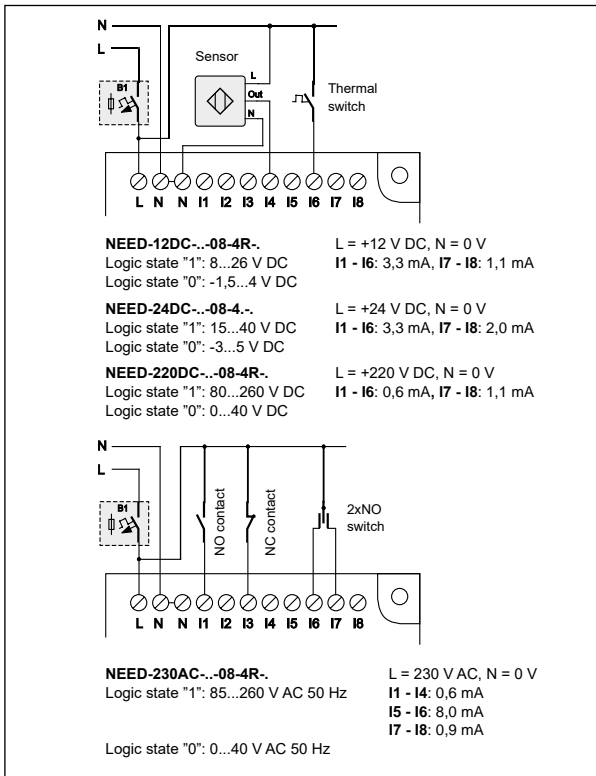 N
L
Sensor
B1
L
Out
N
Thermal
switch
L N N I1 I2 I3 I4 I5 I6 I7 I8
NEED-12DC-..-08-4R-. L = +12 V DC, N = 0 V
Logic state "1": 8...26 V DC I1 - I6: 3,3 mA, I7 - I8: 1,1 mA
Logic state "0": -1,5...4 V DC
NEED-24DC-..-08-4.-. L = +24 V DC, N = 0 V
Logic state "1": 15...40 V DC I1 - I6: 3,3 mA, I7 - I8: 2,0 mA
Logic state "0": -3...5 V DC
NEED-220DC-..-08-4R-. L = +220 V DC, N = 0 V
Logic state "1": 80...260 V DC I1 - I6: 0,6 mA, I7 - I8: 1,1 mA
Logic state "0": 0...40 V DC
N
L
B1
NO contact
NC contact
2xNO
switch
L N N I1 I2 I3 I4 I5 I6 I7 I8
NEED-230AC-..-08-4R-. L = 230 V AC, N = 0 V
Logic state "1": 85...260 V AC 50 Hz I1 - I4: 0,6 mA
I5 - I6: 8,0 mA
I7 - I8: 0,9 mA
Logic state "0": 0...40 V AC 50 Hz